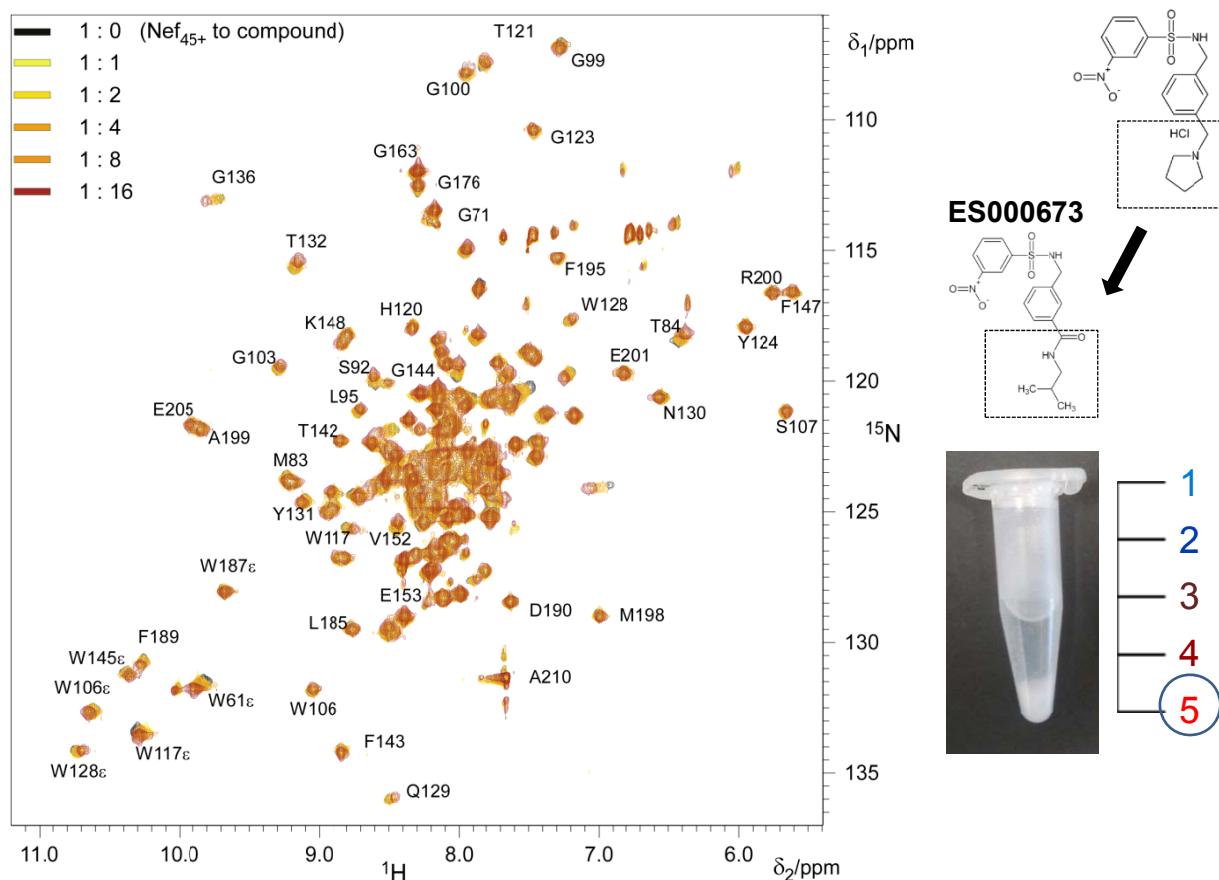 1 : 0 (Nef45+ to compound)
1 : 1
1 : 2
1 : 4
1 : 8
1 : 16
T121
G99
G100
G123
G163
G136
G176
G71
T132
F195
W128
R200
F147
H120
K148
T84
Y124
G103
S92
G144
E201
L95
N130
E205
A199
T142
S107
M83
Y131
W117
V152
W187ε
E153
D190
M198
L185
F189
W145ε
A210
W106ε
W61ε
W106
W117ε
F143
W128ε
Q129
δ1/ppm
110
115
120
15N
125
130
135
11.0 10.0 9.0 8.0 7.0 6.0
1H
δ2/ppm
O
S NH
O
N+
O
O-
HCl
N
ES000673
O
S NH
O
N+
O
O-
O
NH
H3C
CH3
1
2
3
4
5